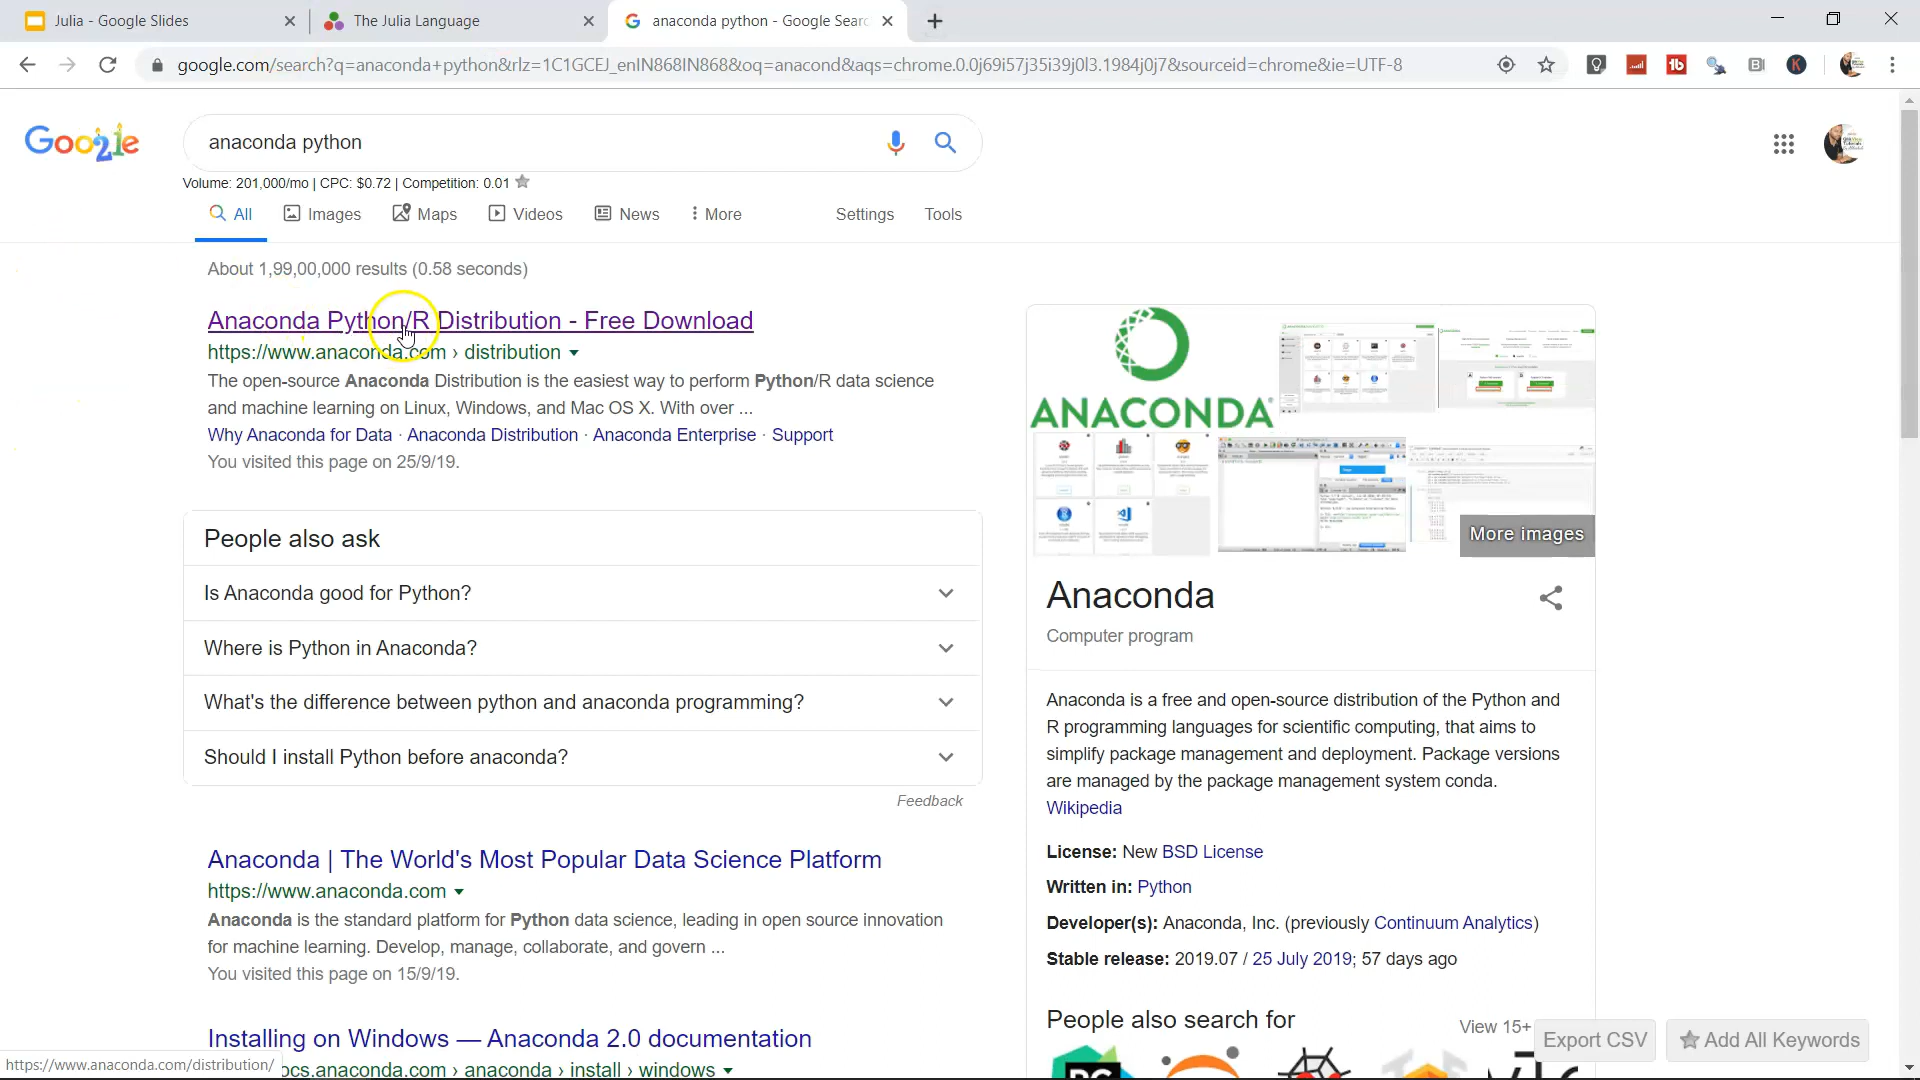 Julia - Google Slides
The Julia Language
anaconda python - Google Searc
google.com/search?q=anaconda+python&rlz=1C1GCEJ_enIN868IN868&oq=anacond&aqs=chrome.0.0j69i57j35i39j0l3.1984j0j7&sourceid=chrome&ie=UTF-8
Google
anaconda python
Volume: 201,000/mo | CPC: $0.72 | Competition: 0.01
All Images Maps Videos News More Settings Tools
About 1,99,00,000 results (0.58 seconds)
Anaconda Python/R Distribution - Free Download
https://www.anaconda.com › distribution
The open-source Anaconda Distribution is the easiest way to perform Python/R data science
and machine learning on Linux, Windows, and Mac OS X. With over ...
Why Anaconda for Data · Anaconda Distribution · Anaconda Enterprise · Support
You visited this page on 25/9/19.
People also ask
Is Anaconda good for Python?
Where is Python in Anaconda?
What's the difference between python and anaconda programming?
Should I install Python before anaconda?
Feedback
Anaconda | The World's Most Popular Data Science Platform
https://www.anaconda.com
Anaconda is the standard platform for Python data science, leading in open source innovation
for machine learning. Develop, manage, collaborate, and govern ...
You visited this page on 15/9/19.
Installing on Windows — Anaconda 2.0 documentation
ocs.anaconda.com › anaconda › install › windows
https://www.anaconda.com/distribution/
ANACONDA
More images
Anaconda
Computer program
Anaconda is a free and open-source distribution of the Python and
R programming languages for scientific computing, that aims to
simplify package management and deployment. Package versions
are managed by the package management system conda.
Wikipedia
License: New BSD License
Written in: Python
Developer(s): Anaconda, Inc. (previously Continuum Analytics)
Stable release: 2019.07 / 25 July 2019; 57 days ago
People also search for
View 15+
Export CSV
Add All Keywords